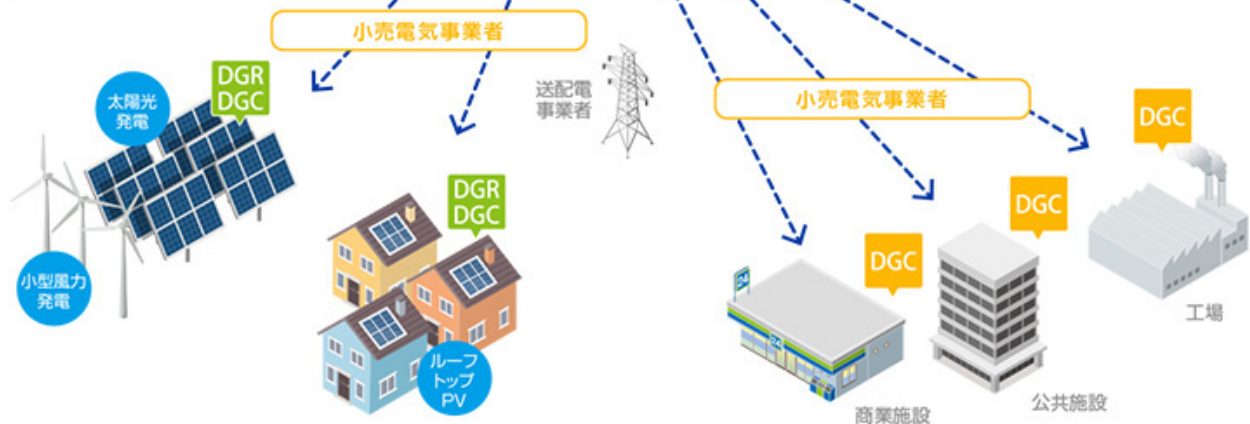 小売電気事業者
太陽光
発電
DGR
DGC
送配電
事業者
小売電気事業者
DGC
小型風力
発電
DGR
DGC
ルーフ
トップ
PV
DGC
24
24
商業施設
DGC
公共施設
工場